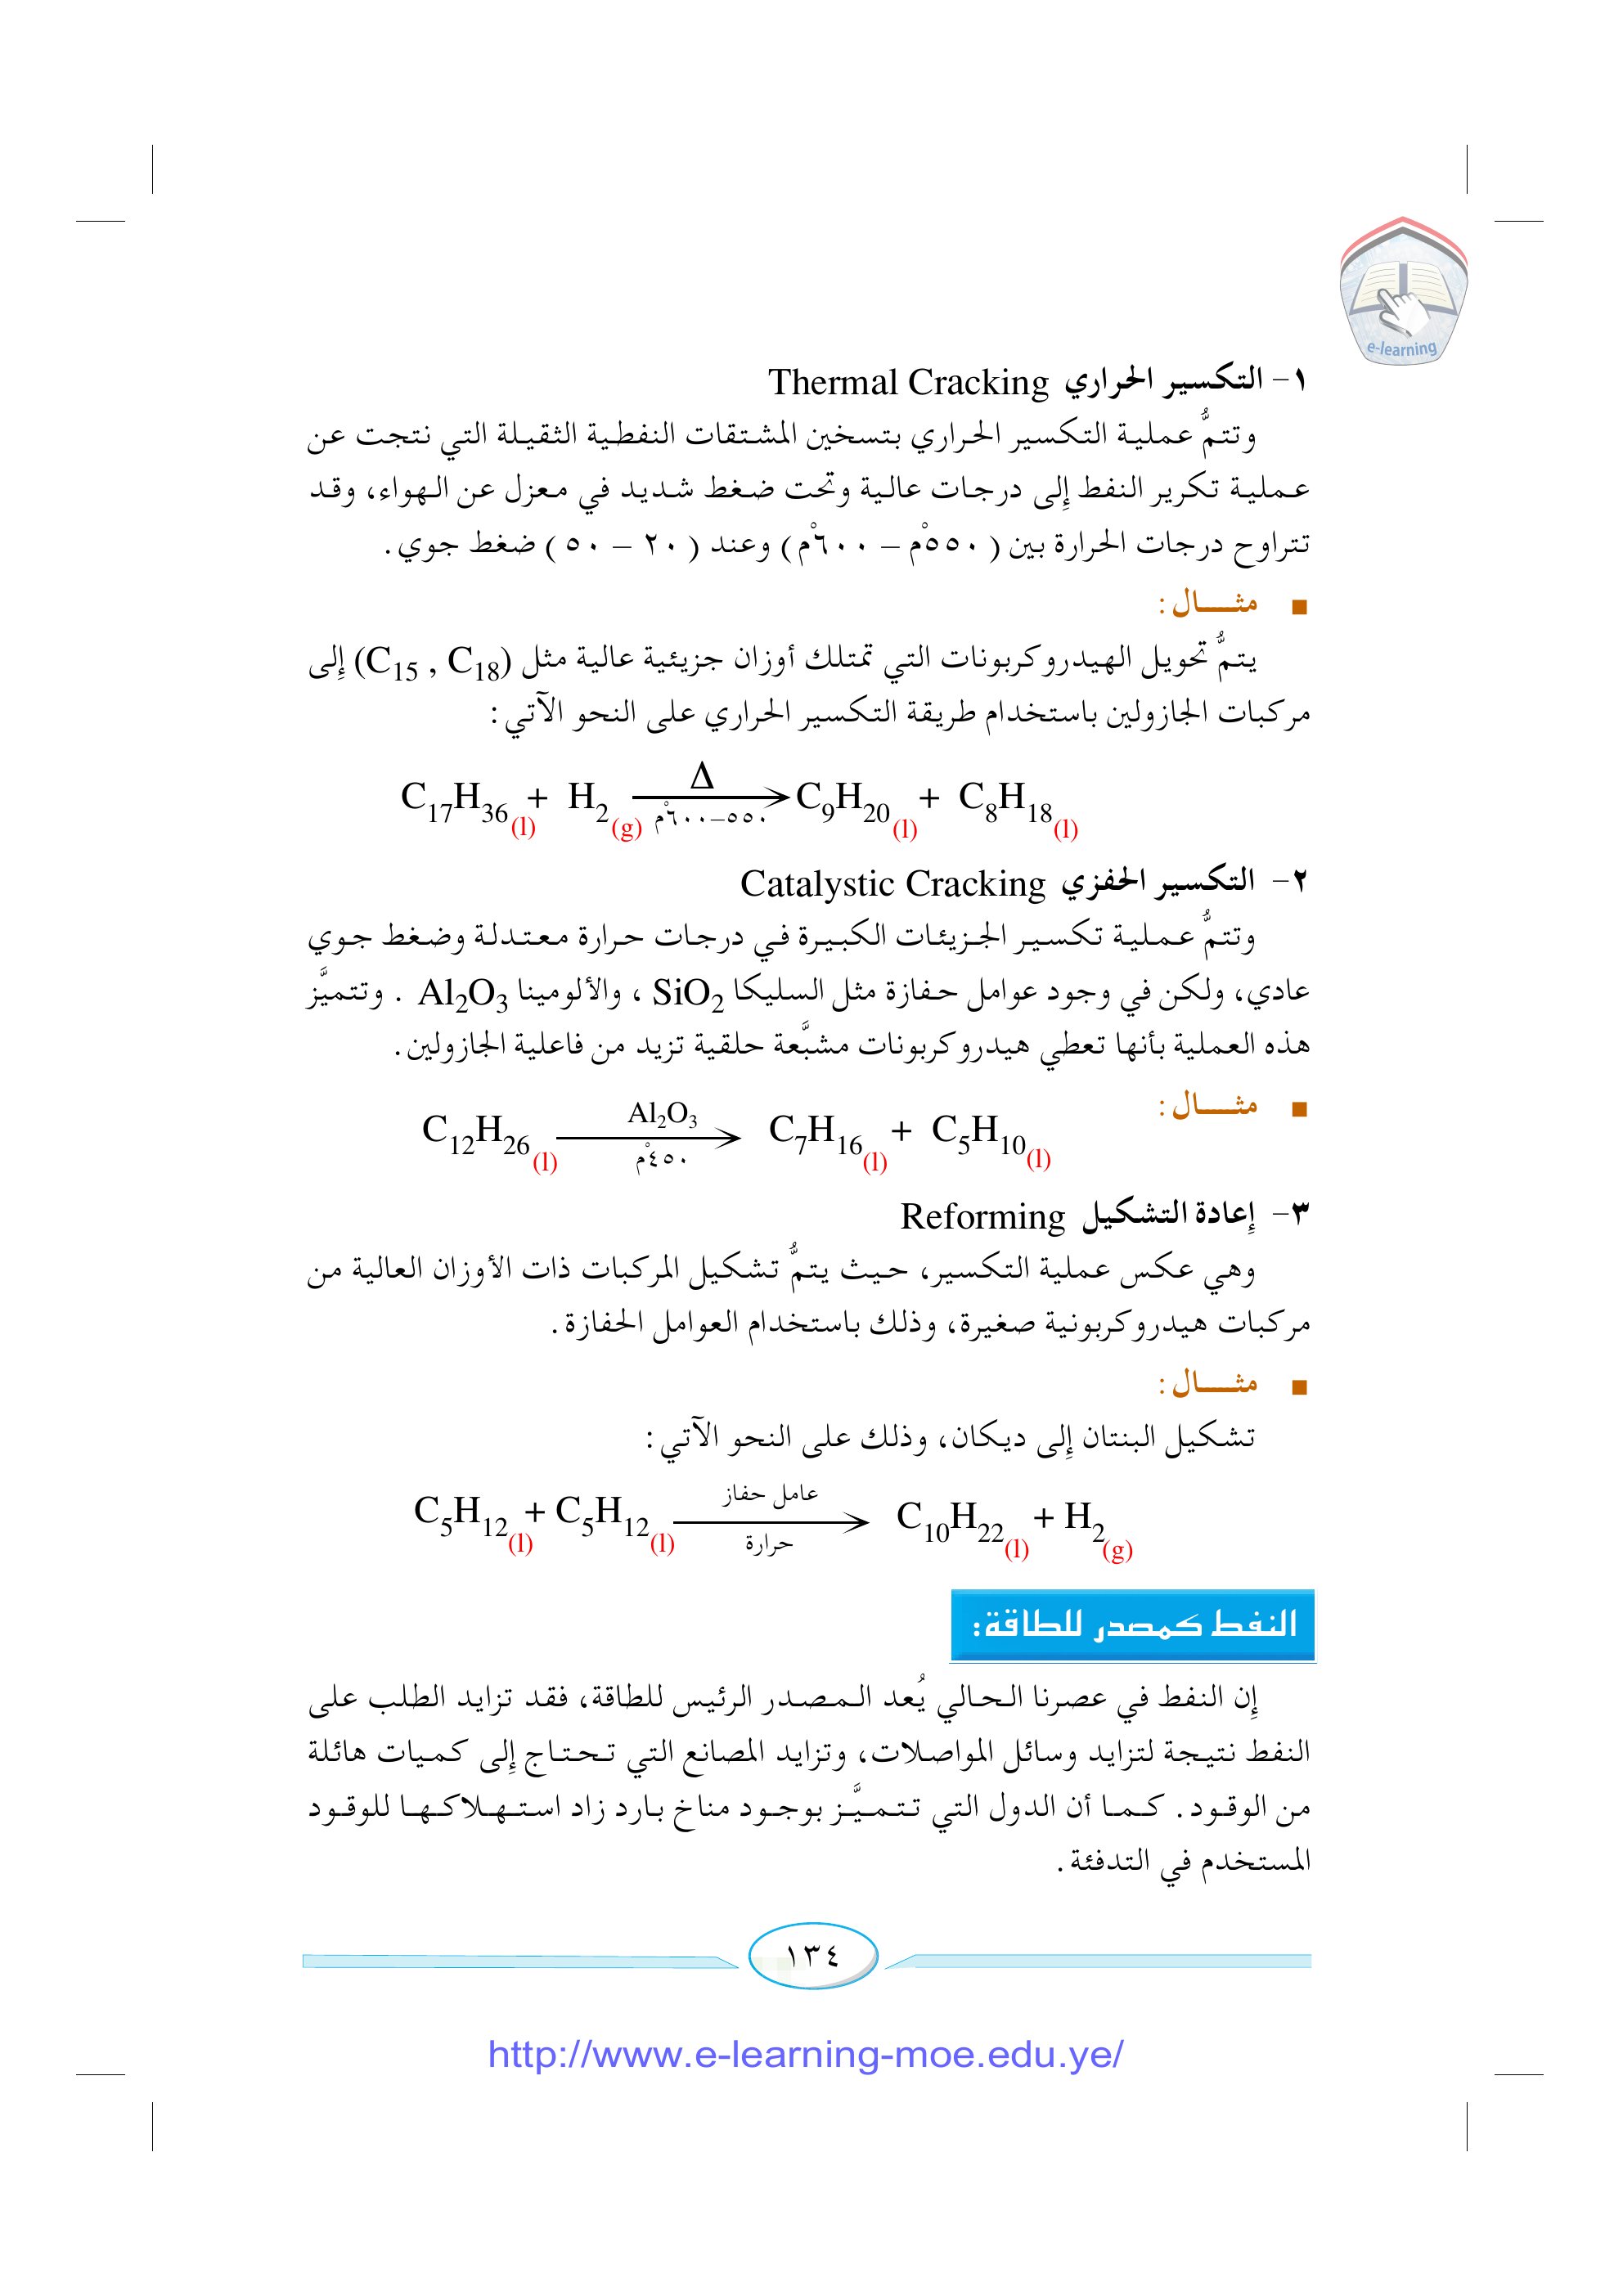 e-learning
١- التكسير الحراري Thermal Cracking
وتتمُّ عملية التكسير الحراري بتسخين المشتقات النفطية الثقيلة التي نتجت عن
عملية تكرير النفط إِلى درجات عالية وتحت ضغط شديد في معزل عن الهواء، وقد
تتراوح درجات الحرارة بين ( ٥٥٠°م – ٦٠٠°م ) وعند ( ٢٠ – ٥٠ ) ضغط جوي .
■ مثـــال :
يتمُّ تحويل الهيدروكربونات التي تمتلك أوزان جزيئية عالية مثل (C₁₅ , C₁₈) إِلى
مركبات الجازولين باستخدام طريقة التكسير الحراري على النحو الآتي :
Δ
C₁₇H₃₆(l) + H₂(g) ⟶ C₉H₂₀(l) + C₈H₁₈(l)
٥٥٠–٦٠٠°م
٢- التكسير الحفزي Catalystic Cracking
وتتمُّ عملية تكسير الجزيئات الكبيرة في درجات حرارة معتدلة وضغط جوي
عادي، ولكن في وجود عوامل حفازة مثل السليكا SiO₂ ، والألومينا Al₂O₃ . وتتميَّز
هذه العملية بأنها تعطي هيدروكربونات مشبَّعة حلقية تزيد من فاعلية الجازولين .
■ مثـــال :
Al₂O₃
C₁₂H₂₆(l) ⟶ C₇H₁₆(l) + C₅H₁₀(l)
٤٥٠°م
٣- إِعادة التشكيل Reforming
وهي عكس عملية التكسير، حيث يتمُّ تشكيل المركبات ذات الأوزان العالية من
مركبات هيدروكربونية صغيرة، وذلك باستخدام العوامل الحفازة .
■ مثـــال :
تشكيل البنتان إِلى ديكان، وذلك على النحو الآتي :
عامل حفاز
C₅H₁₂(l) + C₅H₁₂(l) ⟶ C₁₀H₂₂(l) + H₂(g)
حرارة
النفط كمصدر للطاقة:
إِن النفط في عصرنا الحالي يُعد المصدر الرئيس للطاقة، فقد تزايد الطلب على
النفط نتيجة لتزايد وسائل المواصلات، وتزايد المصانع التي تحتاج إِلى كميات هائلة
من الوقود . كما أن الدول التي تتميَّز بوجود مناخ بارد زاد استهلاكها للوقود
المستخدم في التدفئة .
١٣٤
http://www.e-learning-moe.edu.ye/